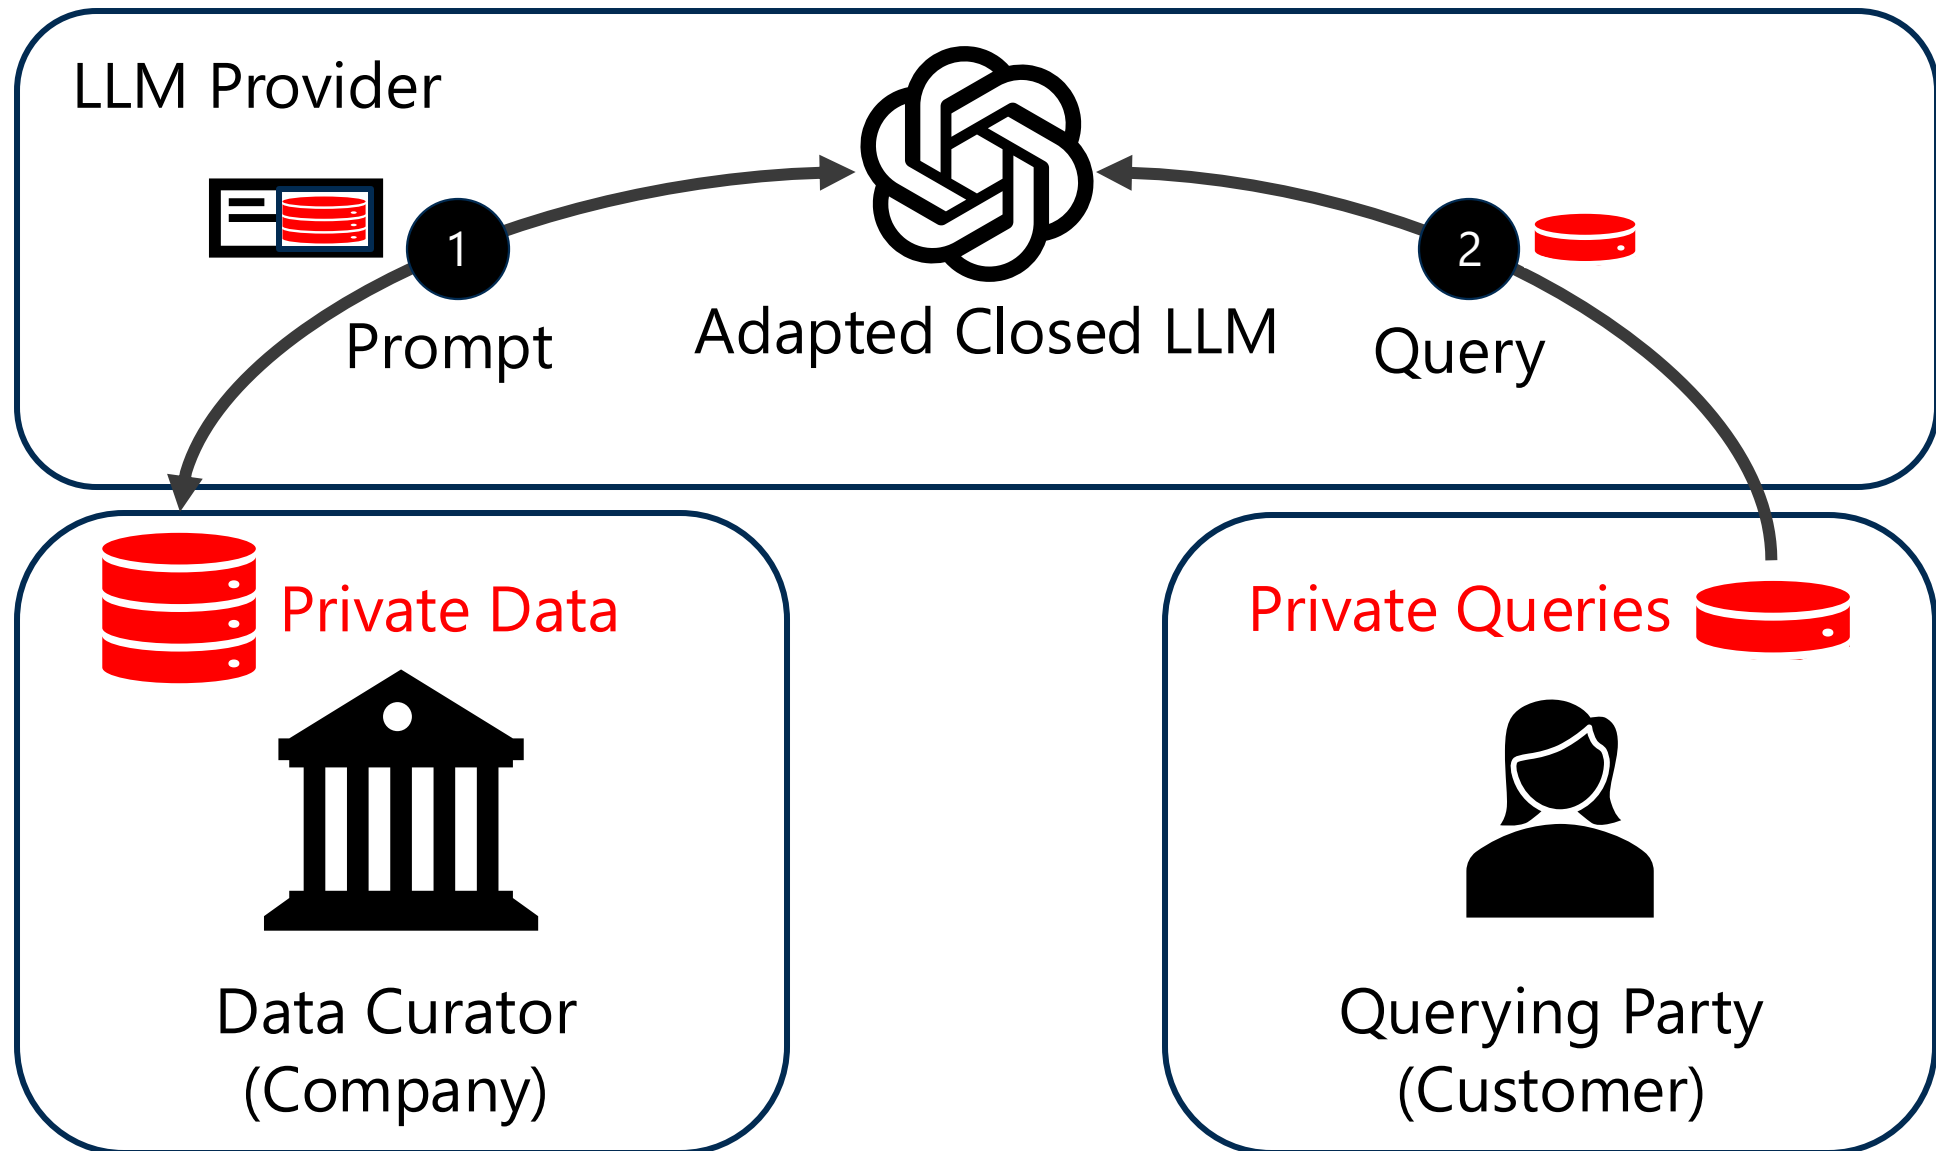 LLM Provider
1
2
Prompt
Adapted Closed LLM
Query
Private Data
Private Queries
Data Curator
(Company)
Querying Party
(Customer)